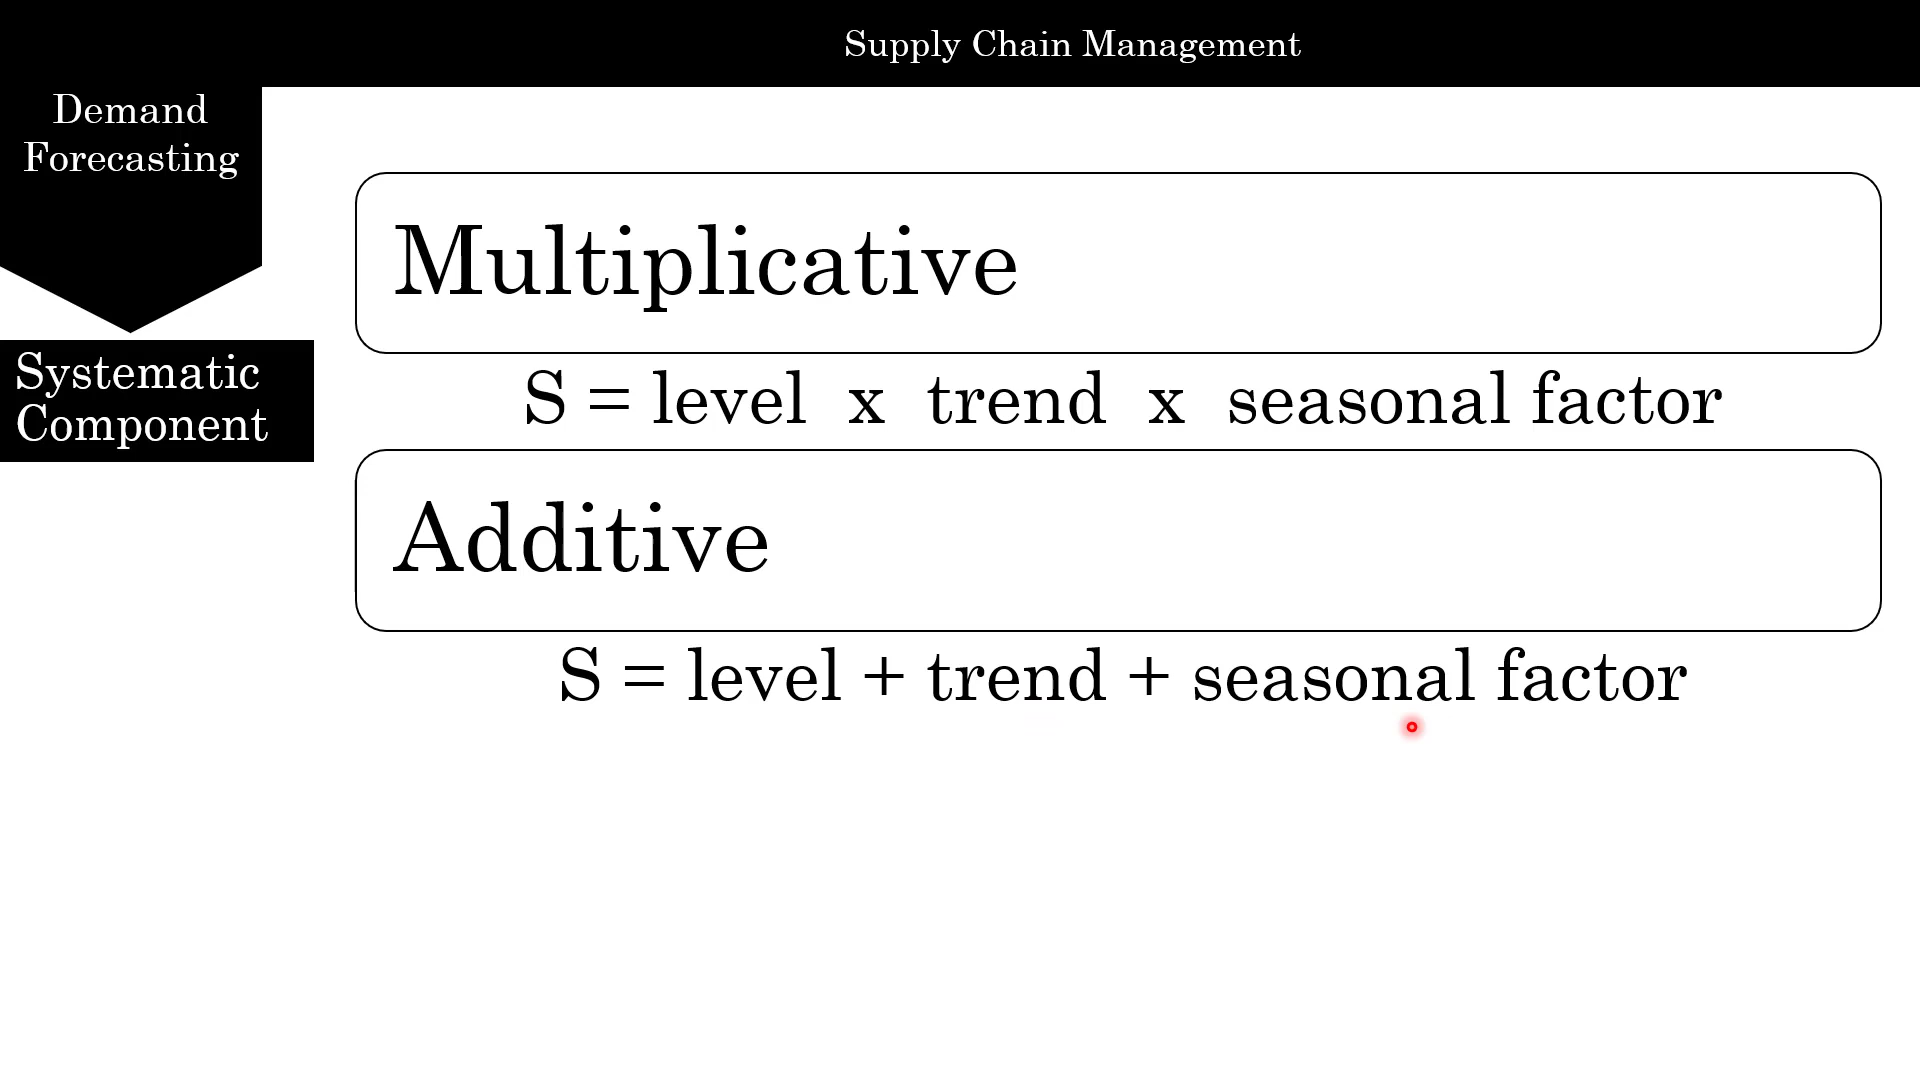 Supply Chain Management
Demand
Forecasting
Systematic
Component
Multiplicative
S = level x trend x seasonal factor
Additive
S = level + trend + seasonal factor